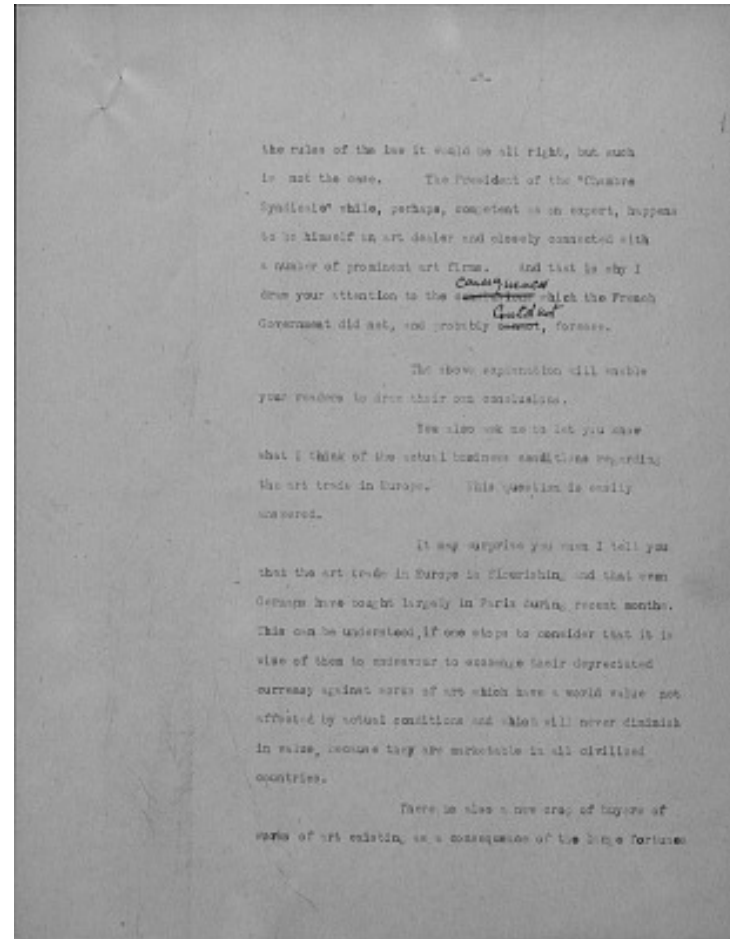 the rules of the law it would be all right, but such
is not the case. The President of the "Chambre
Syndicale" while, perhaps, competent as an expert, happens
to be himself an art dealer and closely connected with
a number of prominent art firms. And that is why I
consequences
draw your attention to the which the French
could not
Government did not, and probably cannot, foresee.
The above explanation will enable
your readers to draw their own conclusions.
You also ask me to let you know
what I think of the actual business conditions regarding
the art trade in Europe. This question is easily
answered.
It may surprise you when I tell you
that the art trade in Europe is flourishing and that even
Germans have bought largely in Paris during recent months.
This can be understood, if one stops to consider that it is
wise of them to endeavour to exchange their depreciated
currency against works of art which have a world value not
affected by actual conditions and which will never diminish
in value, because they are marketable in all civilized
countries.
There is also a new crop of buyers of
works of art existing as a consequence of the large fortunes